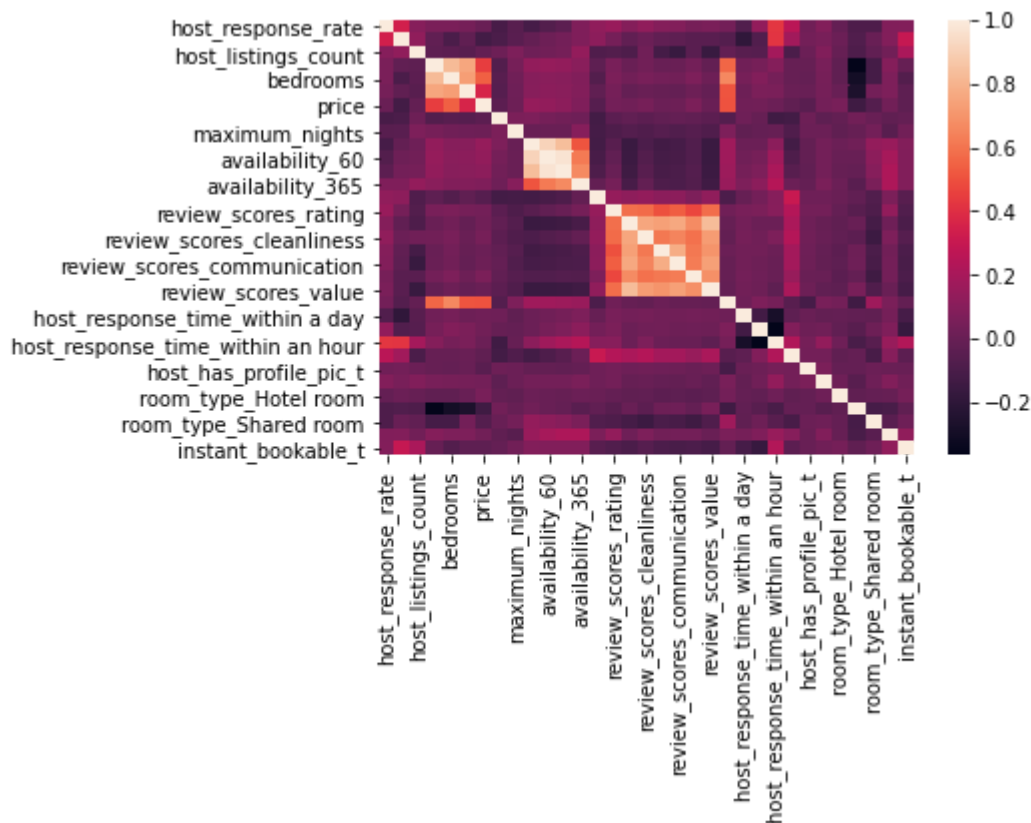 host_response_rate
host_listings_count
bedrooms
price
maximum_nights
availability_60
availability_365
review_scores_rating
review_scores_cleanliness
review_scores_communication
review_scores_value
host_response_time_within a day
host_response_time_within an hour
host_has_profile_pic_t
room_type_Hotel room
room_type_Shared room
instant_bookable_t
host_response_rate
host_listings_count
bedrooms
price
maximum_nights
availability_60
availability_365
review_scores_rating
review_scores_cleanliness
review_scores_communication
review_scores_value
host_response_time_within a day
host_response_time_within an hour
host_has_profile_pic_t
room_type_Hotel room
room_type_Shared room
instant_bookable_t
1.0
0.8
0.6
0.4
0.2
0.0
−0.2